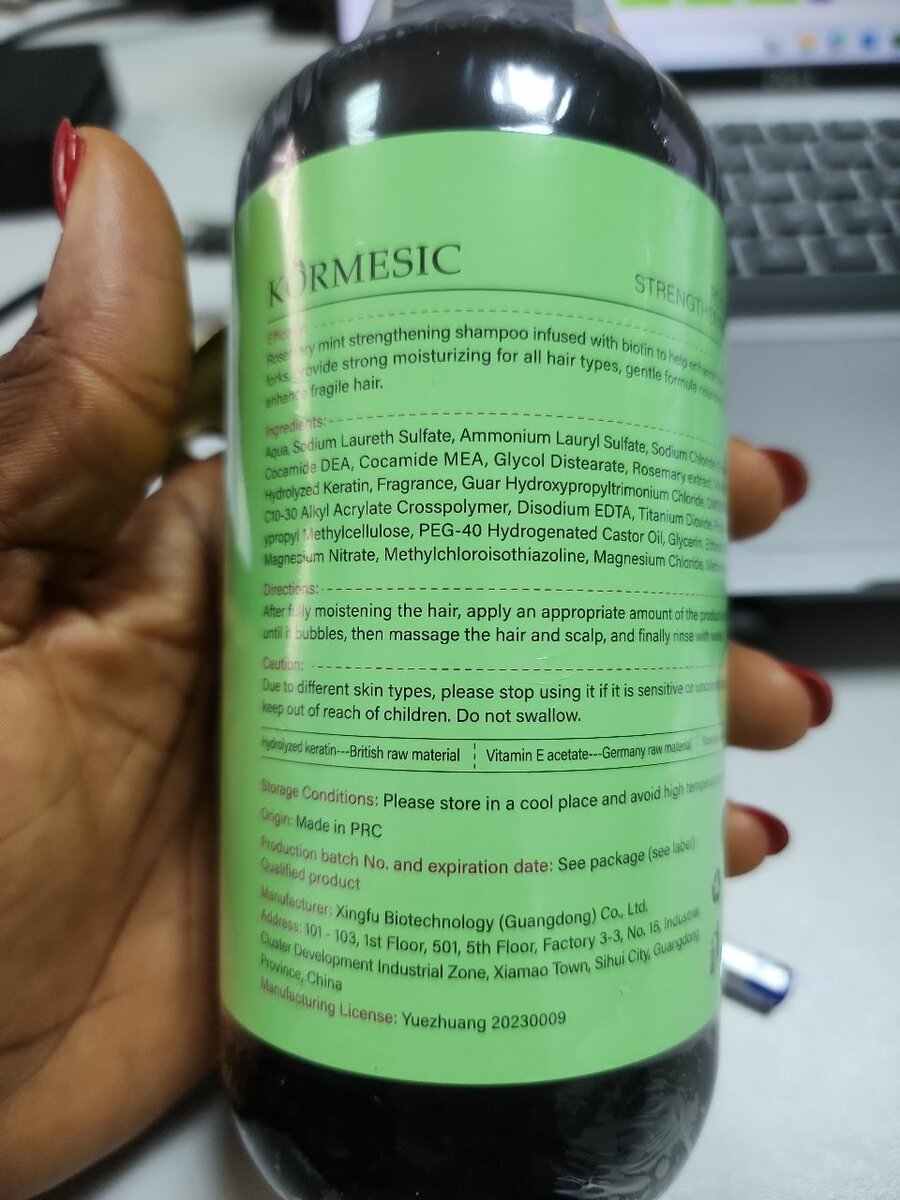 KORMESIC
STRENGTHE
Rosemary mint strengthening shampoo infused with biotin to help
forks, provide strong moisturizing for all hair types, gentle formula
enhance fragile hair.
Ingredients:
Aqua, Sodium Laureth Sulfate, Ammonium Lauryl Sulfate, Sodium Chloride,
Cocamide DEA, Cocamide MEA, Glycol Distearate, Rosemary extract,
Hydrolyzed Keratin, Fragrance, Guar Hydroxypropyltrimonium Chloride,
C10-30 Alkyl Acrylate Crosspolymer, Disodium EDTA, Titanium Dioxide,
ypropyl Methylcellulose, PEG-40 Hydrogenated Castor Oil, Glycerin,
Magnesium Nitrate, Methylchloroisothiazoline, Magnesium Chloride,
Directions:
After fully moistening the hair, apply an appropriate amount of the product
until it bubbles, then massage the hair and scalp, and finally rinse with
Caution:
Due to different skin types, please stop using it if it is sensitive or
keep out of reach of children. Do not swallow.
Hydrolyzed keratin---British raw material Vitamin E acetate---Germany raw material
Storage Conditions: Please store in a cool place and avoid high
Origin: Made in PRC
Production batch No. and expiration date: See package (see label)
Qualified product
Manufacturer: Xingfu Biotechnology (Guangdong) Co., Ltd.
Address: 101 - 103, 1st Floor, 501, 5th Floor, Factory 3-3, No. 15, Industrial
Cluster Development Industrial Zone, Xiamao Town, Sihui City, Guangdong
Province, China
Manufacturing License: Yuezhuang 20230009